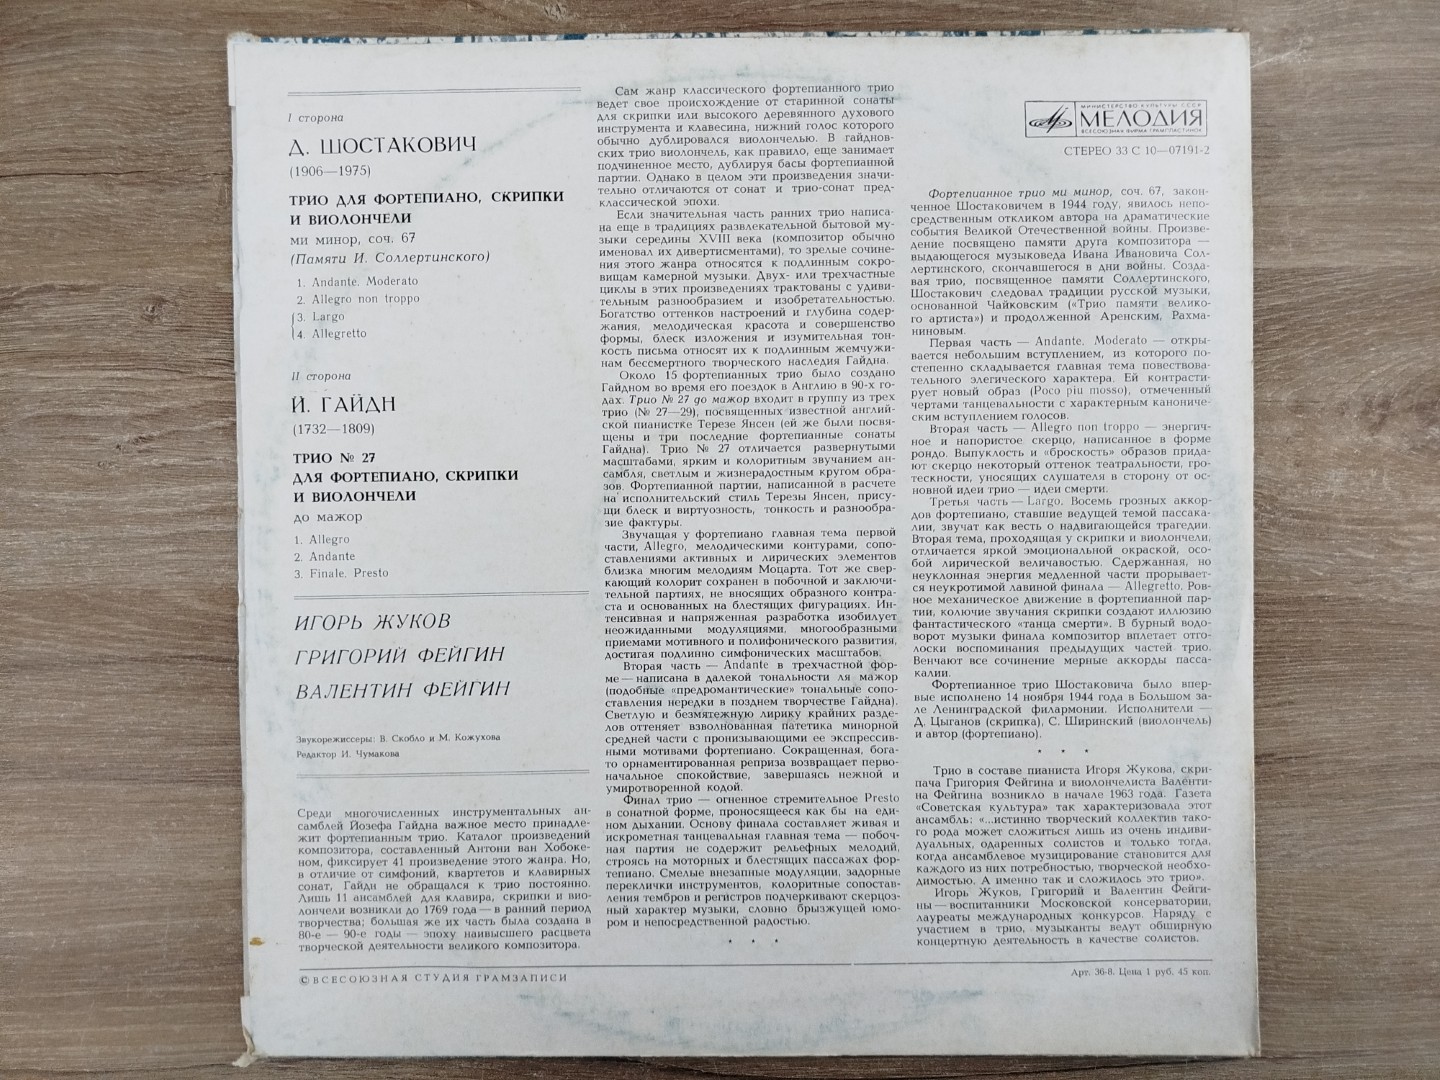 I сторона
Д. ШОСТАКОВИЧ
(1906—1975)
ТРИО ДЛЯ ФОРТЕПИАНО, СКРИПКИ
И ВИОЛОНЧЕЛИ
ми минор, соч. 67
(Памяти И. Соллертинского)
1. Andante. Moderato
2. Allegro non troppo
3. Largo
4. Allegretto
II сторона
Й. ГАЙДН
(1732—1809)
ТРИО № 27
ДЛЯ ФОРТЕПИАНО, СКРИПКИ
И ВИОЛОНЧЕЛИ
до мажор
1. Allegro
2. Andante
3. Finale. Presto
ИГОРЬ ЖУКОВ
ГРИГОРИЙ ФЕЙГИН
ВАЛЕНТИН ФЕЙГИН
Звукорежиссеры: В. Скобло и М. Кожухова
Редактор И. Чумакова
Среди многочисленных инструментальных ан-
самблей Йозефа Гайдна важное место принадле-
жит фортепианным трио. Каталог произведений
композитора, составленный Антони ван Хобоке-
ном, фиксирует 41 произведение этого жанра. Но,
в отличие от симфоний, квартетов и клавирных
сонат, Гайдн не обращался к трио постоянно.
Лишь 11 ансамблей для клавира, скрипки и вио-
лончели возникли до 1769 года — в ранний период
творчества; большая же их часть была создана в
80-е — 90-е годы — эпоху наивысшего расцвета
творческой деятельности великого композитора.
Сам жанр классического фортепианного трио
ведет свое происхождение от старинной сонаты
для скрипки или высокого деревянного духового
инструмента и клавесина, нижний голос которого
обычно дублировался виолончелью. В гайднов-
ских трио виолончель, как правило, еще занимает
подчиненное место, дублируя басы фортепианной
партии. Однако в целом эти произведения значи-
тельно отличаются от сонат и трио-сонат пред-
классической эпохи.
Если значительная часть ранних трио написа-
на еще в традициях развлекательной бытовой му-
зыки середины XVIII века (композитор обычно
именовал их дивертисментами), то зрелые сочине-
ния этого жанра относятся к подлинным сокро-
вищам камерной музыки. Двух- или трехчастные
циклы в этих произведениях трактованы с удиви-
тельным разнообразием и изобретательностью.
Богатство оттенков настроений и глубина содер-
жания, мелодическая красота и совершенство
формы, блеск изложения и изумительная тон-
кость письма относят их к подлинным жемчужи-
нам бессмертного творческого наследия Гайдна.
Около 15 фортепианных трио было создано
Гайдном во время его поездок в Англию в 90-х го-
дах. Трио № 27 до мажор входит в группу из трех
трио (№ 27—29), посвященных известной англий-
ской пианистке Терезе Янсен (ей же были посвя-
щены и три последние фортепианные сонаты
Гайдна). Трио № 27 отличается развернутыми
масштабами, ярким и колоритным звучанием ан-
самбля, светлым и жизнерадостным кругом обра-
зов. Фортепианной партии, написанной в расчете
на исполнительский стиль Терезы Янсен, прису-
щи блеск и виртуозность, тонкость и разнообра-
зие фактуры.
Звучащая у фортепиано главная тема первой
части, Allegro, мелодическими контурами, сопо-
ставлениями активных и лирических элементов
близка многим мелодиям Моцарта. Тот же свер-
кающий колорит сохранен в побочной и заключи-
тельной партиях, не вносящих образного контра-
ста и основанных на блестящих фигурациях. Ин-
тенсивная и напряженная разработка изобилует
неожиданными модуляциями, многообразными
приемами мотивного и полифонического развития,
достигая подлинно симфонических масштабов.
Вторая часть — Andante в трехчастной фор-
ме — написана в далекой тональности ля мажор
(подобные «предромантические» тональные сопо-
ставления нередки в позднем творчестве Гайдна).
Светлую и безмятежную лирику крайних разде-
лов оттеняет взволнованная патетика минорной
средней части с пронизывающими ее экспрессив-
ными мотивами фортепиано. Сокращенная, бога-
то орнаментированная реприза возвращает перво-
начальное спокойствие, завершаясь нежной и
умиротворенной кодой.
Финал трио — огненное стремительное Presto
в сонатной форме, проносящееся как бы на еди-
ном дыхании. Основу финала составляет живая и
искрометная танцевальная главная тема — побоч-
ная партия не содержит рельефных мелодий,
строясь на моторных и блестящих пассажах фор-
тепиано. Смелые внезапные модуляции, задорные
переклички инструментов, колоритные сопостав-
ления тембров и регистров подчеркивают скерцоз-
ный характер музыки, словно брызжущей юмо-
ром и непосредственной радостью.
* * *
МИНИСТЕРСТВО КУЛЬТУРЫ СССР
МЕЛОДИЯ
ВСЕСОЮЗНАЯ ФИРМА ГРАМПЛАСТИНОК
СТЕРЕО 33 С 10—07191-2
Фортепианное трио ми минор, соч. 67, закон-
ченное Шостаковичем в 1944 году, явилось непо-
средственным откликом автора на драматические
события Великой Отечественной войны. Произве-
дение посвящено памяти друга композитора —
выдающегося музыковеда Ивана Ивановича Сол-
лертинского, скончавшегося в дни войны. Созда-
вая трио, посвященное памяти Соллертинского,
Шостакович следовал традиции русской музыки,
основанной Чайковским («Трио памяти велико-
го артиста») и продолженной Аренским, Рахма-
ниновым.
Первая часть — Andante. Moderato — откры-
вается небольшим вступлением, из которого по-
степенно складывается главная тема повествова-
тельного элегического характера. Ей контрасти-
рует новый образ (Poco piu mosso), отмеченный
чертами танцевальности с характерным канониче-
ским вступлением голосов.
Вторая часть — Allegro non troppo — энергич-
ное и напористое скерцо, написанное в форме
рондо. Выпуклость и «броскость» образов прида-
ют скерцо некоторый оттенок театральности, гро-
тескности, уносящих слушателя в сторону от ос-
новной идеи трио — идеи смерти.
Третья часть — Largo. Восемь грозных аккор-
дов фортепиано, ставшие ведущей темой пассака-
лии, звучат как весть о надвигающейся трагедии.
Вторая тема, проходящая у скрипки и виолончели,
отличается яркой эмоциональной окраской, осо-
бой лирической величавостью. Сдержанная, но
неуклонная энергия медленной части прорывает-
ся неукротимой лавиной финала — Allegretto. Ров-
ное механическое движение в фортепианной пар-
тии, колючие звучания скрипки создают иллюзию
фантастического «танца смерти». В бурный водо-
ворот музыки финала композитор вплетает отго-
лоски воспоминания предыдущих частей трио.
Венчают все сочинение мерные аккорды пасса-
калии.
Фортепианное трио Шостаковича было впер-
вые исполнено 14 ноября 1944 года в Большом за-
ле Ленинградской филармонии. Исполнители —
Д. Цыганов (скрипка), С. Ширинский (виолончель)
и автор (фортепиано).
* * *
Трио в составе пианиста Игоря Жукова, скри-
пача Григория Фейгина и виолончелиста Валенти-
на Фейгина возникло в начале 1963 года. Газета
«Советская культура» так характеризовала этот
ансамбль: «...истинно творческий коллектив тако-
го рода может сложиться лишь из очень индиви-
дуальных, одаренных солистов и только тогда,
когда ансамблевое музицирование становится для
каждого из них потребностью, творческой необхо-
димостью. А именно так и сложилось это трио».
Игорь Жуков, Григорий и Валентин Фейги-
ны — воспитанники Московской консерватории,
лауреаты международных конкурсов. Наряду с
участием в трио, музыканты ведут обширную
концертную деятельность в качестве солистов.
© ВСЕСОЮЗНАЯ СТУДИЯ ГРАМЗАПИСИ
Арт. 36-8. Цена 1 руб. 45 коп.